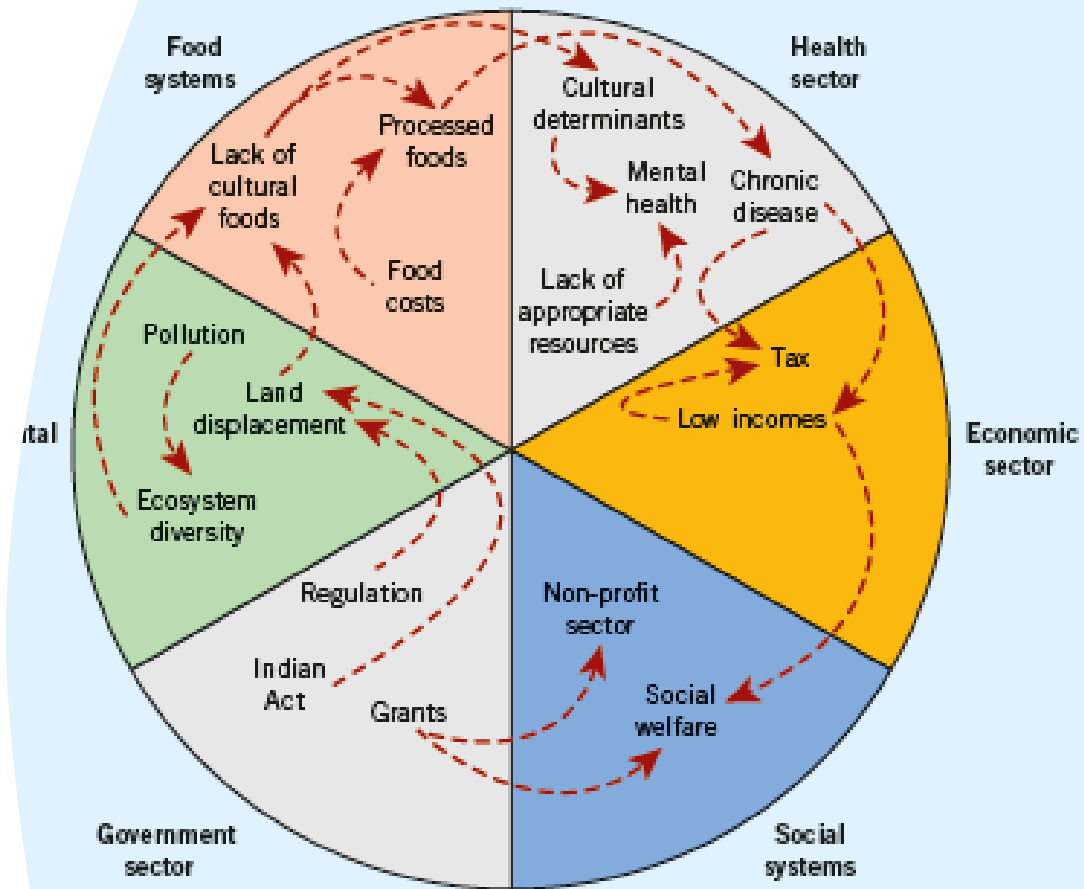 Food
systems
Health
sector
Cultural
determinants
Processed
foods
Lack of
cultural
foods
Mental
health
Chronic
disease
Food
costs
Lack of
appropriate
resources
Pollution
Land
displacement
Tax
Low incomes
ntal
Economic
sector
Ecosystem
diversity
Regulation
Non-profit
sector
Indian
Act
Grants
Social
welfare
Government
sector
Social
systems